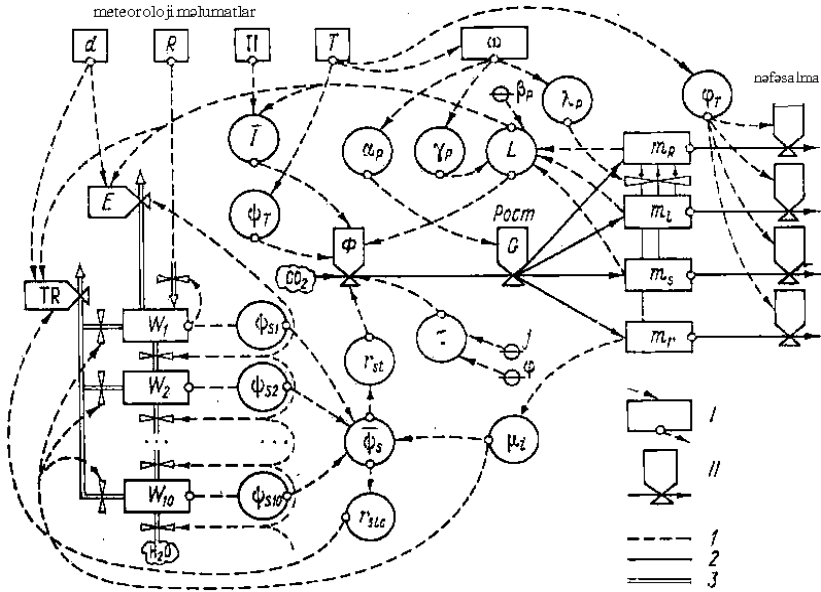 meteoroloji məlumatlar
d R П T ω
nəfəsalma
β_p λ_p φ_r
Ī α_p γ_p L m_R
E ψ_T Ф Рост G m_l
CO₂ m_s
TR W₁ ψ_S1 τ j m_r
r_st φ
W₂ ψ_S2 I
ψ̄_s μ_i
... ... II
W₁₀ ψ_S10 r_stc 1
2
H₂O 3